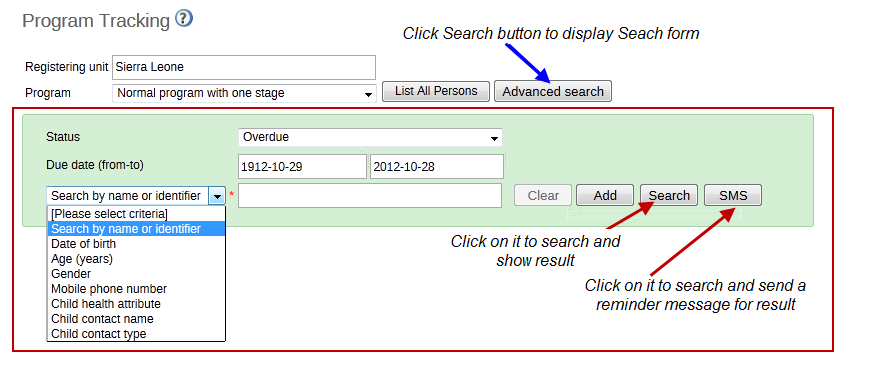 Program Tracking ?
Click Search button to display Seach form
Registering unit Sierra Leone
Program Normal program with one stage List All Persons Advanced search
Status Overdue
Due date (from-to) 1912-10-29 2012-10-28
Search by name or identifier * Clear Add Search SMS
[Please select criteria]
Search by name or identifier
Date of birth
Age (years)
Gender
Mobile phone number
Child health attribute
Child contact name
Child contact type
Click on it to search and
show result
Click on it to search and send a
reminder message for result